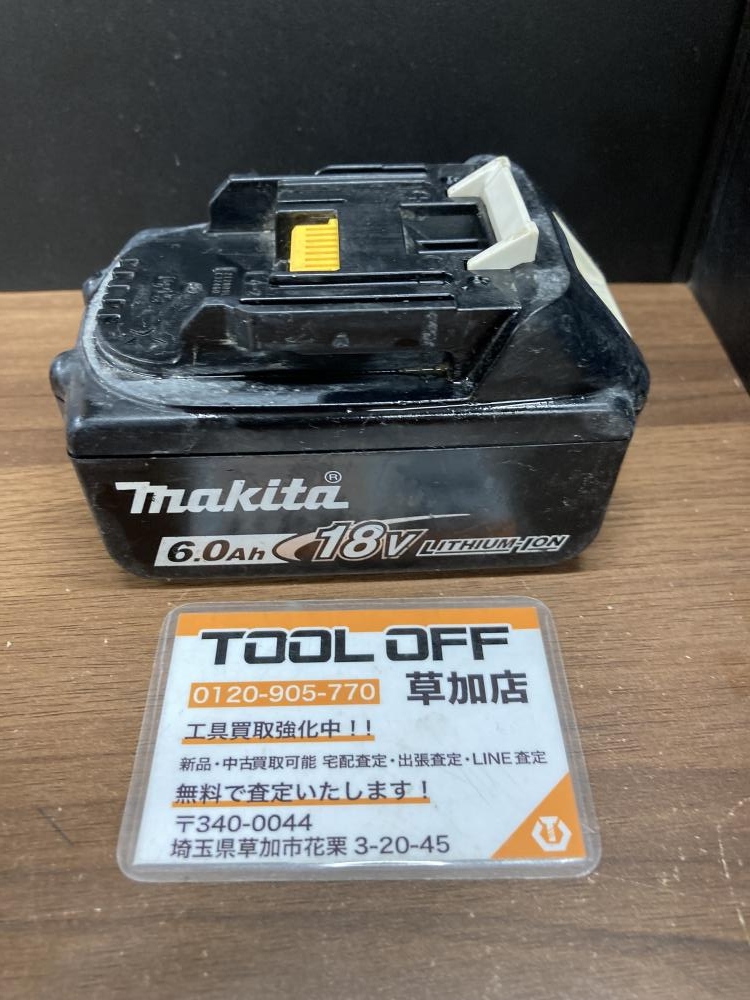 makita®
6.0Ah 18V LITHIUM-ION
TOOL OFF
0120-905-770 草加店
工具買取強化中!!
新品・中古買取可能 宅配査定・出張査定・LINE査定
無料で査定いたします!
〒340-0044
埼玉県草加市花栗 3-20-45